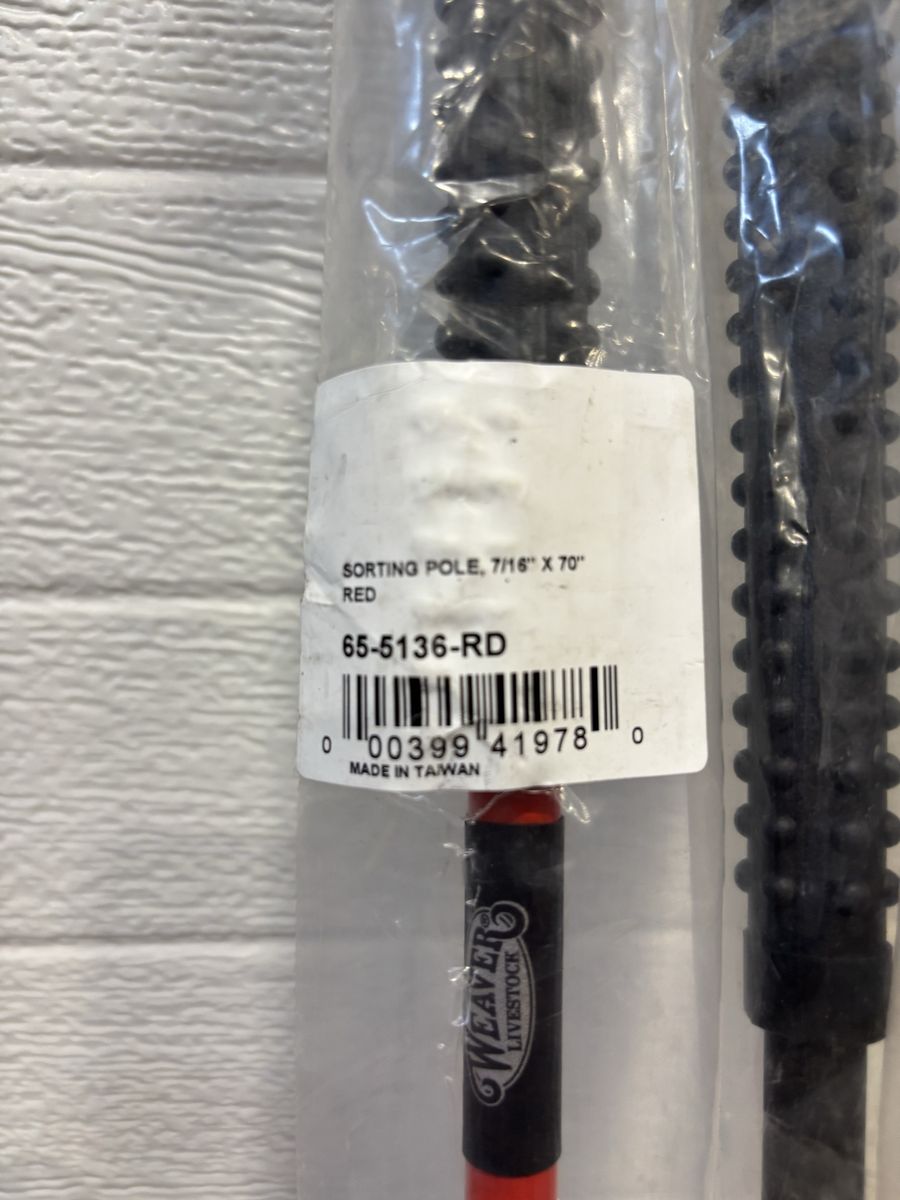 SORTING POLE, 7/16" X 70"
RED
65-5136-RD
0 00399 41978 0
MADE IN TAIWAN
WEAVER®
LIVESTOCK